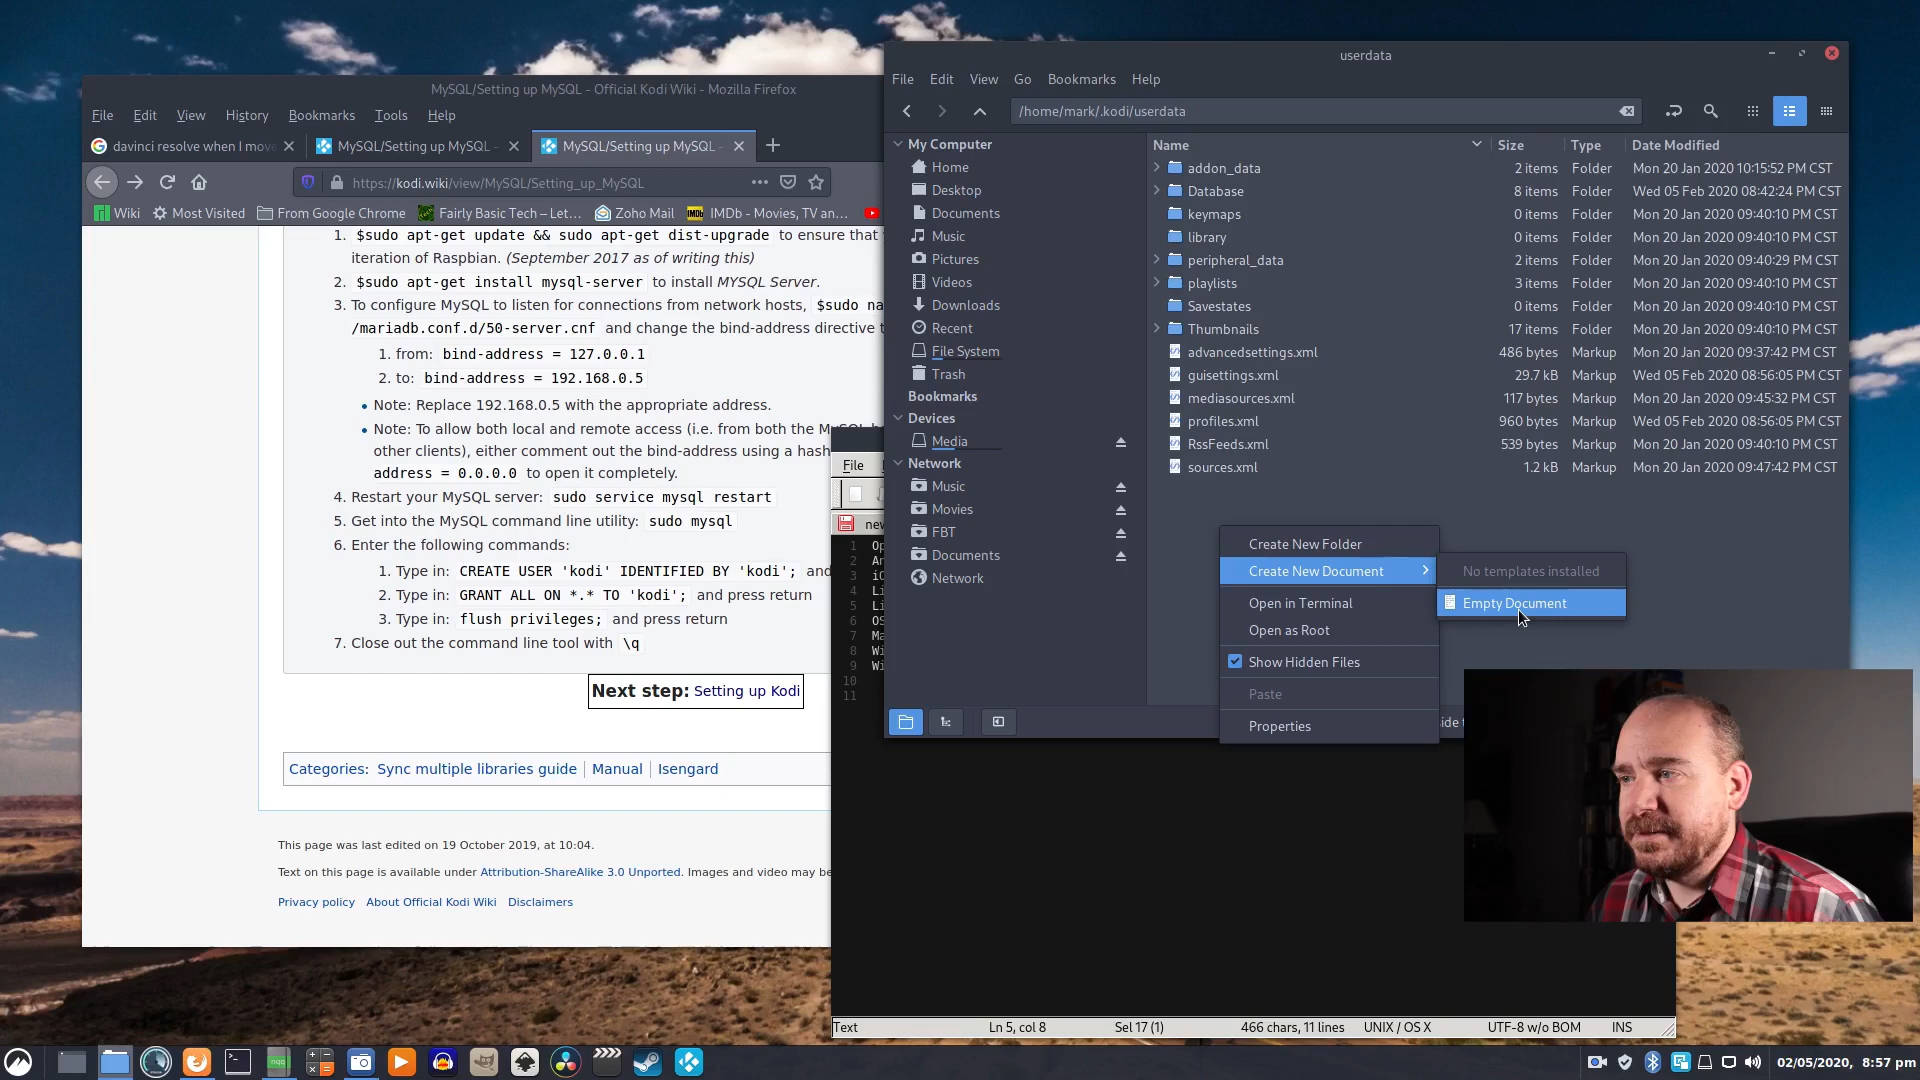 MySQL/Setting up MySQL - Official Kodi Wiki - Mozilla Firefox
File Edit View History Bookmarks Tools Help
davinci resolve when I move
MySQL/Setting up MySQL -
MySQL/Setting up MySQL -
https://kodi.wiki/view/MySQL/Setting_up_MySQL
Wiki Most Visited From Google Chrome Fairly Basic Tech – Let... Zoho Mail IMDb - Movies, TV an...
1. $sudo apt-get update && sudo apt-get dist-upgrade to ensure that
iteration of Raspbian. (September 2017 as of writing this)
2. $sudo apt-get install mysql-server to install MYSQL Server.
3. To configure MySQL to listen for connections from network hosts, $sudo na
/mariadb.conf.d/50-server.cnf and change the bind-address directive
1. from: bind-address = 127.0.0.1
2. to: bind-address = 192.168.0.5
• Note: Replace 192.168.0.5 with the appropriate address.
• Note: To allow both local and remote access (i.e. from both the MySQL
other clients), either comment out the bind-address using a hash
address = 0.0.0.0 to open it completely.
4. Restart your MySQL server: sudo service mysql restart
5. Get into the MySQL command line utility: sudo mysql
6. Enter the following commands:
1. Type in: CREATE USER 'kodi' IDENTIFIED BY 'kodi'; and
2. Type in: GRANT ALL ON *.* TO 'kodi'; and press return
3. Type in: flush privileges; and press return
7. Close out the command line tool with \q
Next step: Setting up Kodi
Categories: Sync multiple libraries guide Manual Isengard
This page was last edited on 19 October 2019, at 10:04.
Text on this page is available under Attribution-ShareAlike 3.0 Unported. Images and video may be
Privacy policy About Official Kodi Wiki Disclaimers
userdata
File Edit View Go Bookmarks Help
/home/mark/.kodi/userdata
My Computer
Home
Desktop
Documents
Music
Pictures
Videos
Downloads
Recent
File System
Trash
Bookmarks
Devices
Media
Network
Music
Movies
FBT
Documents
Network
Name Size Type Date Modified
addon_data 2 items Folder Mon 20 Jan 2020 10:15:52 PM CST
Database 8 items Folder Wed 05 Feb 2020 08:42:24 PM CST
keymaps 0 items Folder Mon 20 Jan 2020 09:40:10 PM CST
library 0 items Folder Mon 20 Jan 2020 09:40:10 PM CST
peripheral_data 2 items Folder Mon 20 Jan 2020 09:40:29 PM CST
playlists 3 items Folder Mon 20 Jan 2020 09:40:10 PM CST
Savestates 0 items Folder Mon 20 Jan 2020 09:40:10 PM CST
Thumbnails 17 items Folder Mon 20 Jan 2020 09:40:10 PM CST
advancedsettings.xml 486 bytes Markup Mon 20 Jan 2020 09:37:42 PM CST
guisettings.xml 29.7 kB Markup Wed 05 Feb 2020 08:56:05 PM CST
mediasources.xml 117 bytes Markup Mon 20 Jan 2020 09:45:32 PM CST
profiles.xml 960 bytes Markup Wed 05 Feb 2020 08:56:05 PM CST
RssFeeds.xml 539 bytes Markup Mon 20 Jan 2020 09:40:10 PM CST
sources.xml 1.2 kB Markup Mon 20 Jan 2020 09:47:42 PM CST
Create New Folder
Create New Document
Open in Terminal
Open as Root
Show Hidden Files
Paste
Properties
No templates installed
Empty Document
File
new
1 Op
2 An
3 iO
4 Li
5 Li
6 OS
7 Ma
8 Wi
9 Wi
10
11
Text Ln 5, col 8 Sel 17 (1) 466 chars, 11 lines UNIX / OS X UTF-8 w/o BOM INS
nqq
02/05/2020, 8:57 pm